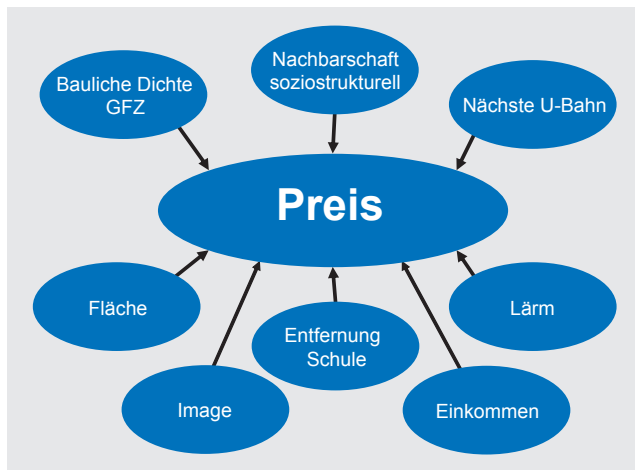 Bauliche Dichte
GFZ
Nachbarschaft
soziostrukturell
Nächste U-Bahn
Preis
Fläche
Lärm
Entfernung
Schule
Image
Einkommen